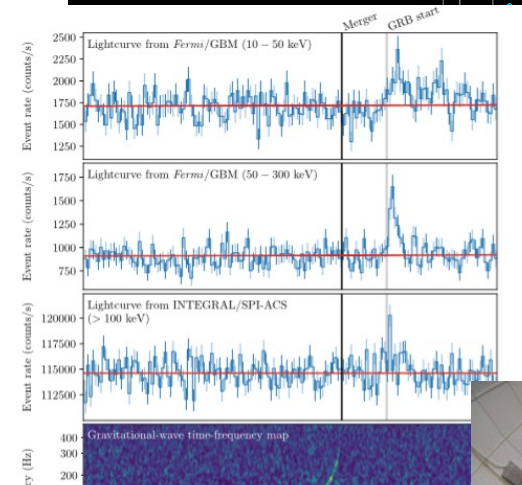 Merger
GRB start
Lightcurve from Fermi/GBM (10 − 50 keV)
Event rate (counts/s)
2500
2250
2000
1750
1500
1250
Lightcurve from Fermi/GBM (50 − 300 keV)
Event rate (counts/s)
1750
1500
1250
1000
750
Lightcurve from INTEGRAL/SPI-ACS
(> 100 keV)
Event rate (counts/s)
120000
117500
115000
112500
Gravitational-wave time-frequency map
cy (Hz)
400
300
200